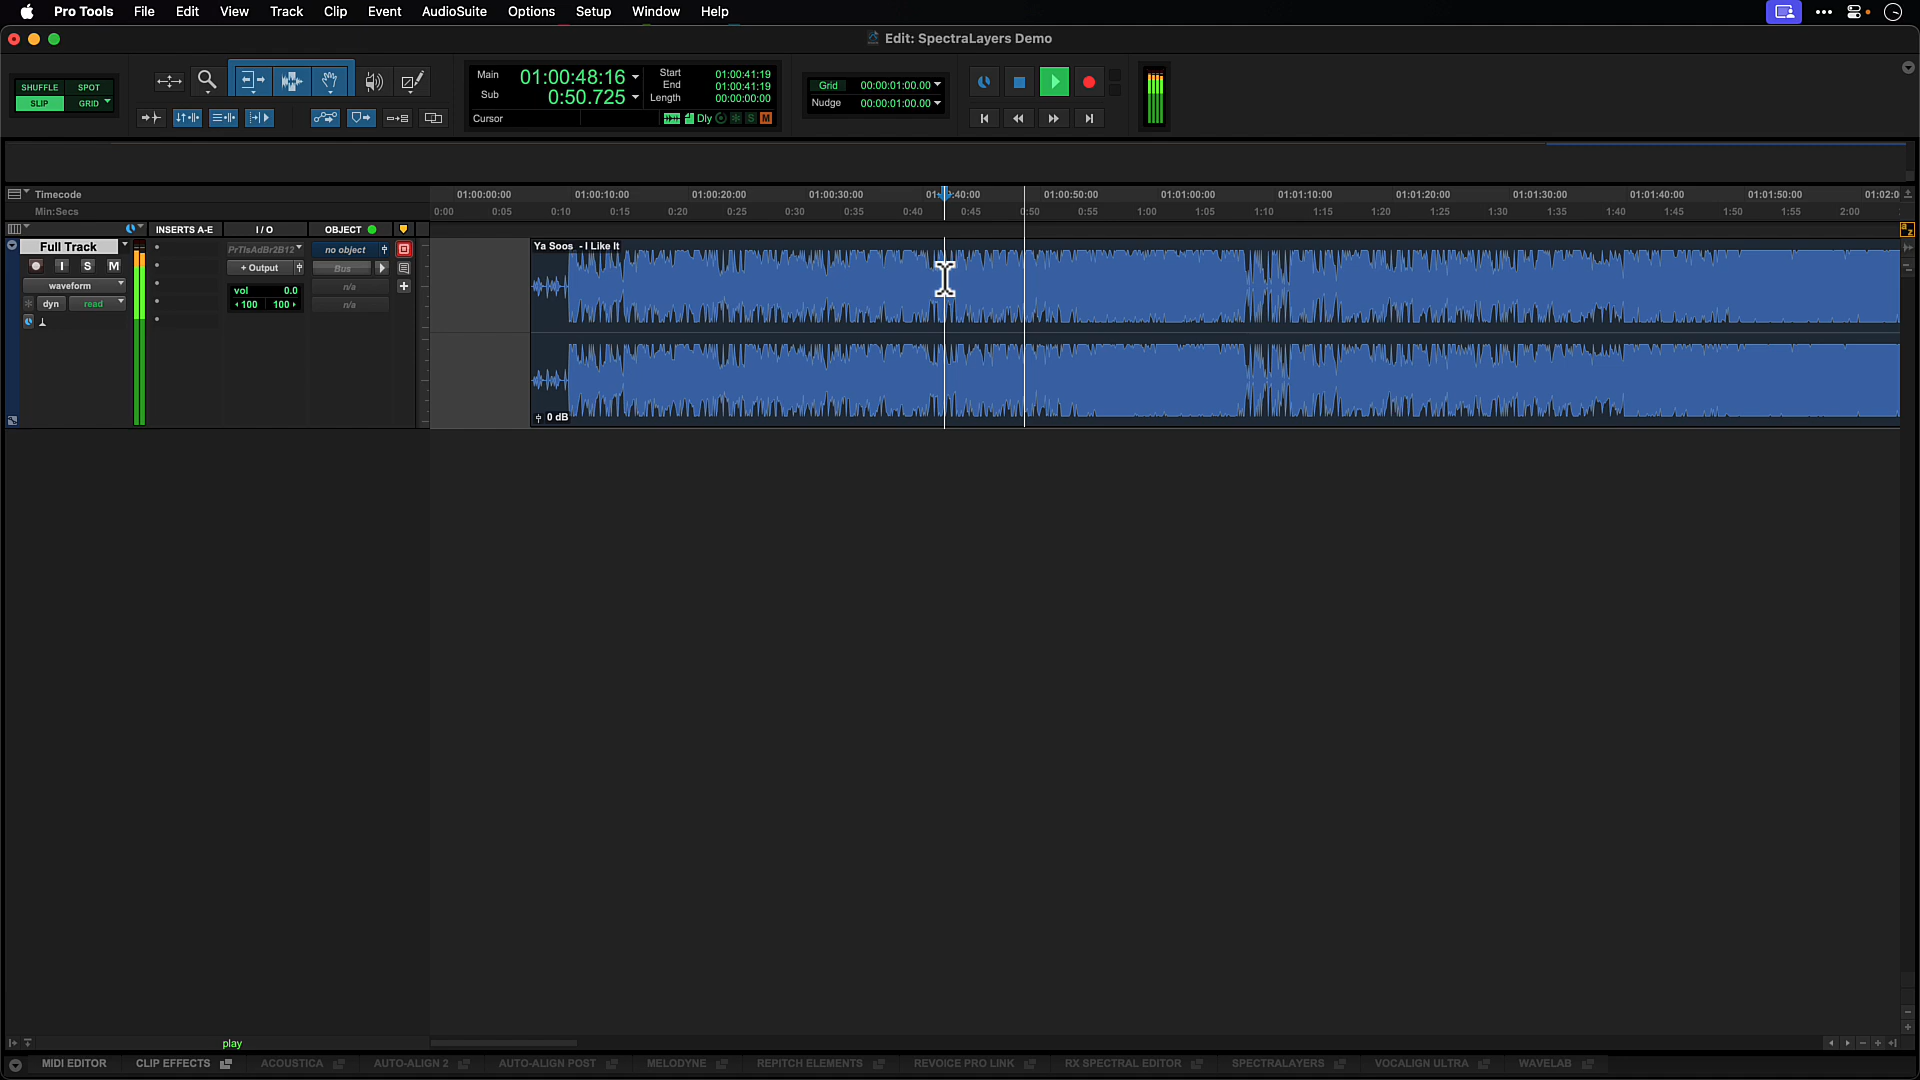 Pro Tools File Edit View Track Clip Event AudioSuite Options Setup Window Help
Edit: SpectraLayers Demo
SHUFFLE SPOT
SLIP GRID
Main 01:00:48:16
Sub 0:50.725
Cursor
Start 01:00:41:19
End 01:00:41:19
Length 00:00:00:00
Dly S M
Grid 00:00:01:00.00
Nudge 00:00:01:00.00
Timecode 01:00:00:00 01:00:10:00 01:00:20:00 01:00:30:00 01:00:40:00 01:00:50:00 01:01:00:00 01:01:10:00 01:01:20:00 01:01:30:00 01:01:40:00 01:01:50:00 01:02:0
Min:Secs 0:00 0:05 0:10 0:15 0:20 0:25 0:30 0:35 0:40 0:45 0:50 0:55 1:00 1:05 1:10 1:15 1:20 1:25 1:30 1:35 1:40 1:45 1:50 1:55 2:00
INSERTS A-E I / O OBJECT
a z
Full Track PrTlsAdBr2B12 no object
Ya Soos - I Like It
I S M + Output Bus
waveform vol 0.0 n/a
dyn read 100 100 n/a
0 dB
play
MIDI EDITOR CLIP EFFECTS ACOUSTICA AUTO-ALIGN 2 AUTO-ALIGN POST MELODYNE REPITCH ELEMENTS REVOICE PRO LINK RX SPECTRAL EDITOR SPECTRALAYERS VOCALIGN ULTRA WAVELAB